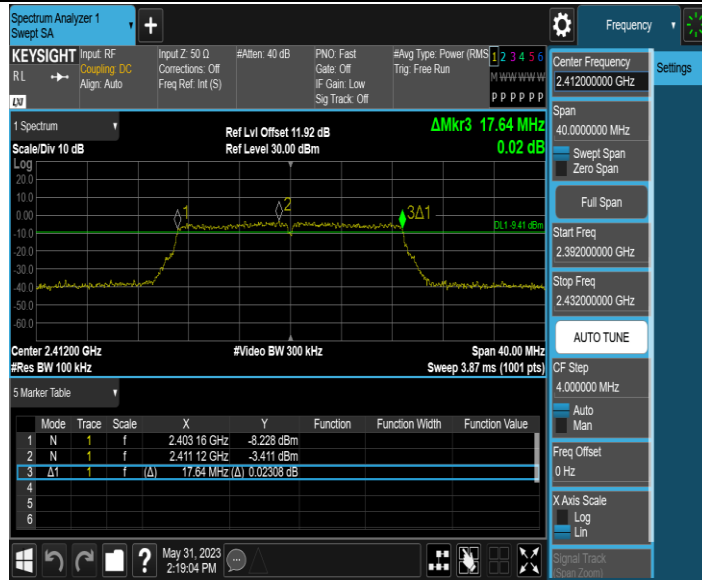 Spectrum Analyzer 1
Swept SA
+
Frequency
KEYSIGHT
RL
LXI
Input: RF
Coupling: DC
Align: Auto
Input Z: 50 Ω
Corrections: Off
Freq Ref: Int (S)
#Atten: 40 dB
PNO: Fast
Gate: Off
IF Gain: Low
Sig Track: Off
#Avg Type: Power (RMS
Trig: Free Run
1 2 3 4 5 6
M W W W W W
P P P P P P
1 Spectrum
Scale/Div 10 dB
Ref Lvl Offset 11.92 dB
Ref Level 30.00 dBm
ΔMkr3 17.64 MHz
0.02 dB
Log
20.0
10.0
0.00
-10.0
-20.0
-30.0
-40.0
-50.0
-60.0
1
2
3Δ1
DL1 -9.41 dBm
Center 2.41200 GHz
#Res BW 100 kHz
#Video BW 300 kHz
Span 40.00 MHz
Sweep 3.87 ms (1001 pts)
5 Marker Table
Mode Trace Scale X Y Function Function Width Function Value
1 N 1 f 2.403 16 GHz -8.228 dBm
2 N 1 f 2.411 12 GHz -3.411 dBm
3 Δ1 1 f (Δ) 17.64 MHz (Δ) 0.02308 dB
4
5
6
?
May 31, 2023
2:19:04 PM
Center Frequency
2.412000000 GHz
Settings
Span
40.0000000 MHz
Swept Span
Zero Span
Full Span
Start Freq
2.392000000 GHz
Stop Freq
2.432000000 GHz
AUTO TUNE
CF Step
4.000000 MHz
Auto
Man
Freq Offset
0 Hz
X Axis Scale
Log
Lin
Signal Track
(Span Zoom)